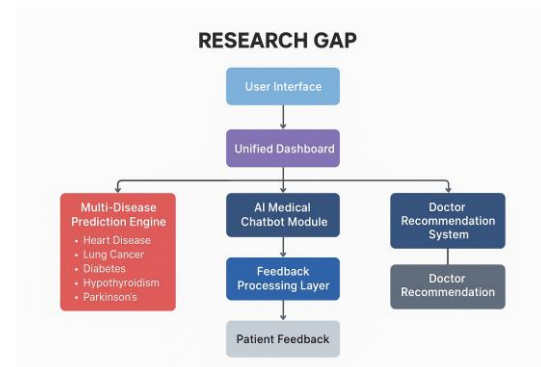 RESEARCH GAP
User Interface
Unified Dashboard
Multi-Disease
Prediction Engine
• Heart Disease
• Lung Cancer
• Diabetes
• Hypothyroidism
• Parkinson's
AI Medical
Chatbot Module
Feedback
Processing Layer
Patient Feedback
Doctor
Recommendation
System
Doctor
Recommendation